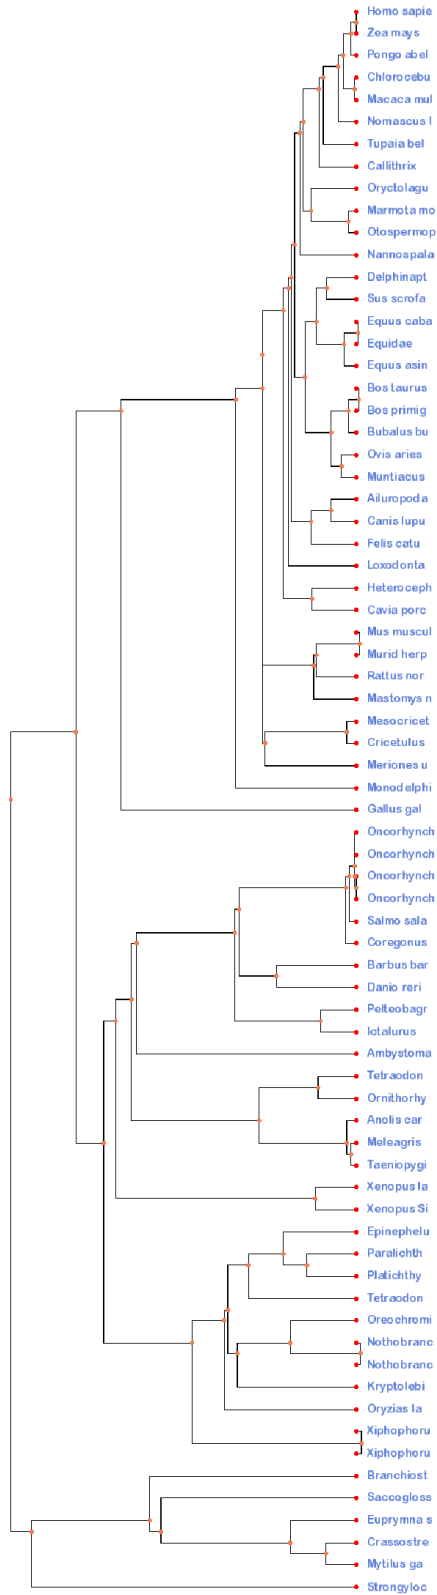 Homo sapie
Zea mays
Pongo abel
Chlorocebu
Macaca mul
Nomascus l
Tupaia bel
Callithrix
Oryctolagu
Marmota mo
Otospermop
Nannospala
Delphinapt
Sus scrofa
Equus caba
Equidae
Equus asin
Bos taurus
Bos primig
Bubalus bu
Ovis aries
Muntiacus
Ailuropoda
Canis lupu
Felis catu
Loxodonta
Heteroceph
Cavia porc
Mus muscul
Murid herp
Rattus nor
Mastomys n
Mesocricet
Cricetulus
Meriones u
Monodelphi
Gallus gal
Oncorhynch
Oncorhynch
Oncorhynch
Oncorhynch
Salmo sala
Coregonus
Barbus bar
Danio reri
Pelteobagr
Ictalurus
Ambystoma
Tetraodon
Ornithorhy
Anolis car
Meleagris
Taeniopygi
Xenopus la
Xenopus Si
Epinephelu
Paralichth
Platichthy
Tetraodon
Oreochromi
Nothobranc
Nothobranc
Kryptolebi
Oryzias la
Xiphophoru
Xiphophoru
Branchiost
Saccogloss
Euprymna s
Crassostre
Mytilus ga
Strongyloc